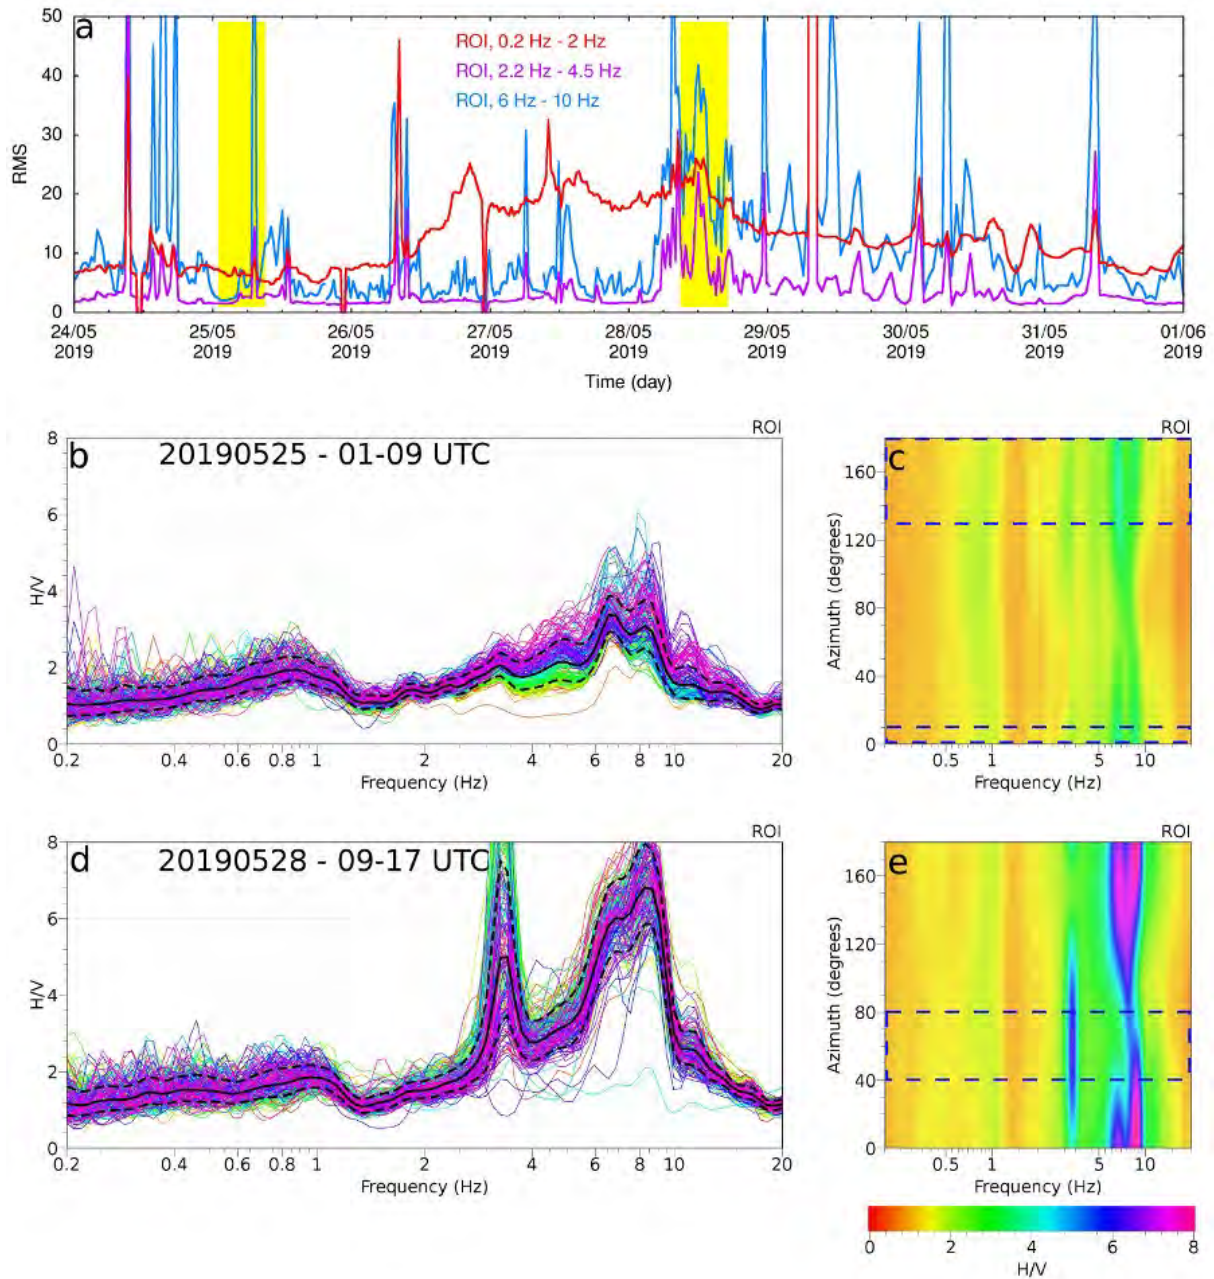 a
50
40
30
20
10
0
RMS
ROI, 0.2 Hz - 2 Hz
ROI, 2.2 Hz - 4.5 Hz
ROI, 6 Hz - 10 Hz
24/05 25/05 26/05 27/05 28/05 29/05 30/05 31/05 01/06
2019 2019 2019 2019 2019 2019 2019 2019 2019
Time (day)
ROI
b 20190525 - 01-09 UTC
8
6
4
2
0
H/V
0.2 0.4 0.6 0.8 1 2 4 6 8 10 20
Frequency (Hz)
ROI
c
160
120
80
40
0
Azimuth (degrees)
0.5 1 5 10
Frequency (Hz)
ROI
d 20190528 - 09-17 UTC
8
6
4
2
0
H/V
0.2 0.4 0.6 0.8 1 2 4 6 8 10 20
Frequency (Hz)
ROI
e
160
120
80
40
0
Azimuth (degrees)
0.5 1 5 10
Frequency (Hz)
0 2 4 6 8
H/V